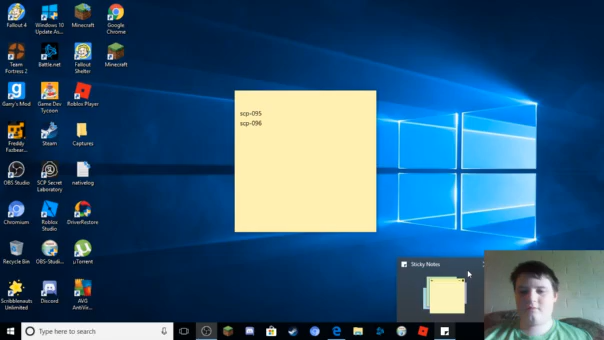 Fallout 4
Windows 10
Update As...
Minecraft
Google
Chrome
Team
Fortress 2
Battle.net
Fallout
Shelter
Minecraft
Garry's Mod
Game Dev
Tycoon
Roblox Player
Freddy
Fazbear...
Steam
Captures
OBS Studio
SCP Secret
Laboratory
nativelog
Chromium
Roblox
Studio
DriverRestore
Recycle Bin
OBS-Studi...
µTorrent
Scribblenauts
Unlimited
Discord
AVG
AntiVir...
scp-095
scp-096
Sticky Notes
Type here to search